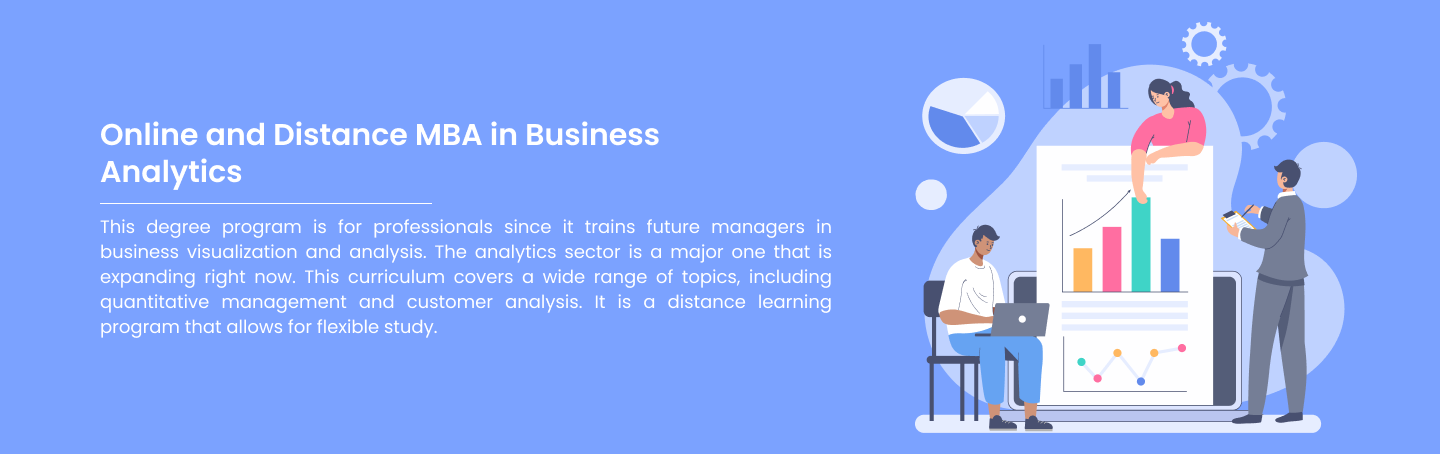 Online and Distance MBA in Business
Analytics
This degree program is for professionals since it trains future managers in
business visualization and analysis. The analytics sector is a major one that is
expanding right now. This curriculum covers a wide range of topics, including
quantitative management and customer analysis. It is a distance learning
program that allows for flexible study.